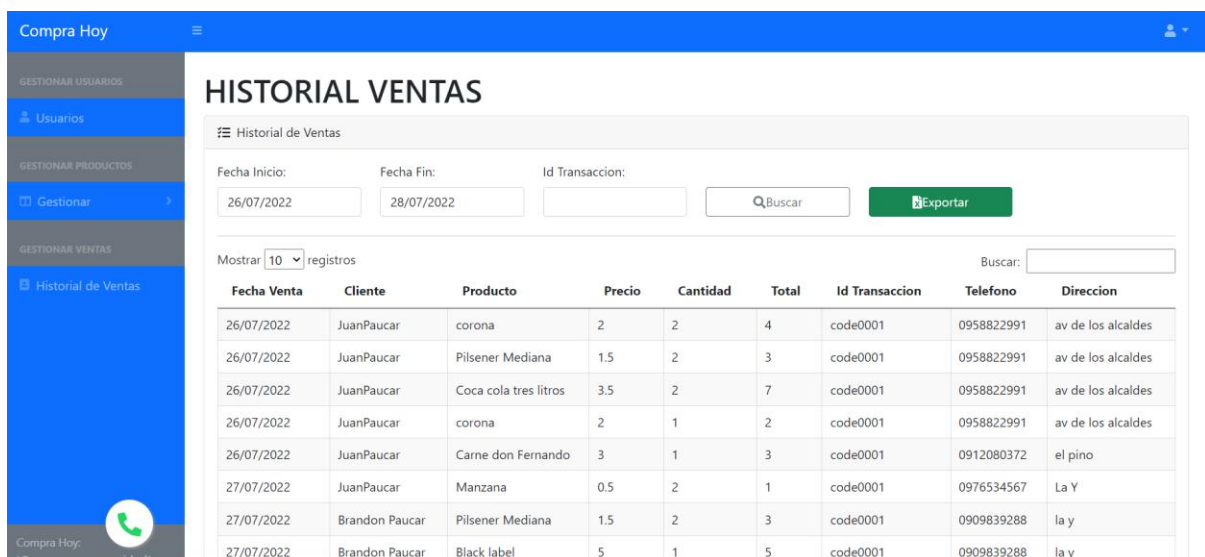 Compra Hoy
GESTIONAR USUARIOS
Usuarios
GESTIONAR PRODUCTOS
Gestionar
GESTIONAR VENTAS
Historial de Ventas
Compra Hoy:
HISTORIAL VENTAS
Historial de Ventas
Fecha Inicio: Fecha Fin: Id Transaccion:
26/07/2022 28/07/2022 Buscar Exportar
Mostrar 10 registros Buscar:
Fecha Venta Cliente Producto Precio Cantidad Total Id Transaccion Telefono Direccion
26/07/2022 JuanPaucar corona 2 2 4 code0001 0958822991 av de los alcaldes
26/07/2022 JuanPaucar Pilsener Mediana 1.5 2 3 code0001 0958822991 av de los alcaldes
26/07/2022 JuanPaucar Coca cola tres litros 3.5 2 7 code0001 0958822991 av de los alcaldes
26/07/2022 JuanPaucar corona 2 1 2 code0001 0958822991 av de los alcaldes
26/07/2022 JuanPaucar Carne don Fernando 3 1 3 code0001 0912080372 el pino
27/07/2022 JuanPaucar Manzana 0.5 2 1 code0001 0976534567 La Y
27/07/2022 Brandon Paucar Pilsener Mediana 1.5 2 3 code0001 0909839288 la y
27/07/2022 Brandon Paucar Black label 5 1 5 code0001 0909839288 la y